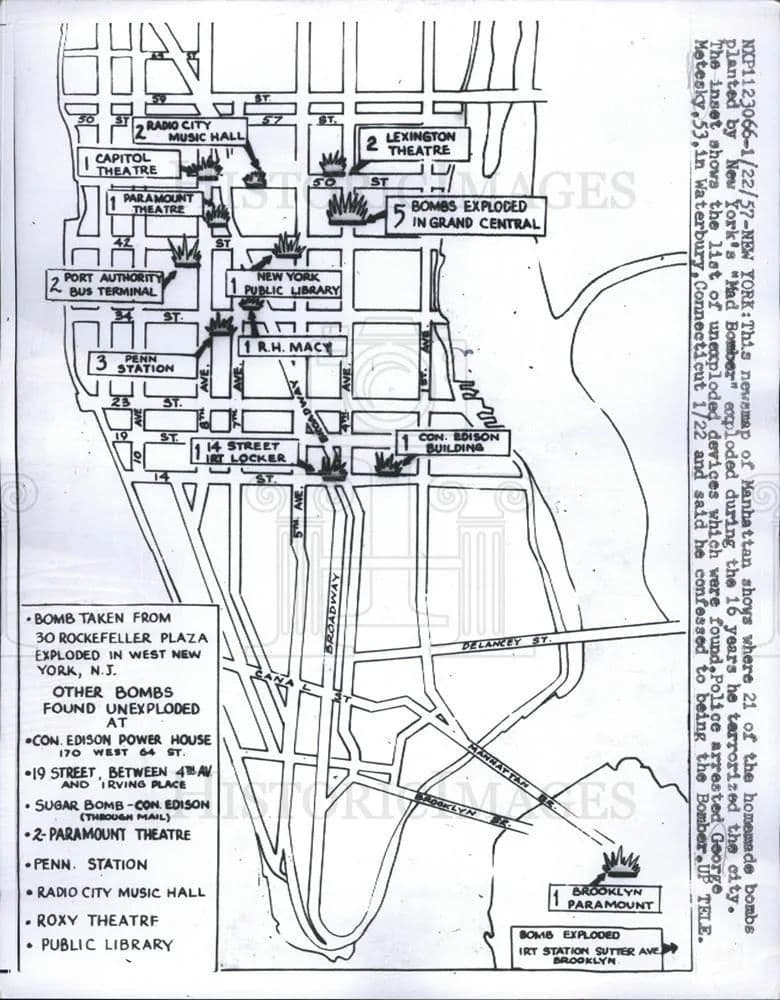 NXP1123066-1/22/57-NEW YORK:This newsmap of Manhattan shows where 21 of the homemade bombs
planted by New York's "Mad Bomber" exploded during the 16 years he terrorized the city.
The inset shows the list of unexploded devices which were found.Police arrested George
Metesky,53,in Waterbury,Connecticut 1/22 and said he confessed to being the Bomber.UP TELE.
59 ST.
50 ST 57 ST.
2 RADIO CITY
MUSIC HALL
2 LEXINGTON
THEATRE
1 CAPITOL
THEATRE
50 ST
1 PARAMOUNT
THEATRE
5 BOMBS EXPLODED
IN GRAND CENTRAL
HISTORIC IMAGES
42 ST
2 PORT AUTHORITY
BUS TERMINAL
1 NEW YORK
PUBLIC LIBRARY
34 ST.
1 R.H. MACY
3 PENN
STATION
8TH AVE.
7TH AVE.
BROADWAY
4TH AVE.
1ST. AVE.
10 AVE
23 ST.
19 ST.
1 14 STREET
IRT LOCKER
1 CON. EDISON
BUILDING
14 ST.
5TH AVE.
BROADWAY
DELANCEY ST.
CANAL ST
MANHATTAN BR.
BROOKLYN BR.
HISTORIC IMAGES
1 BROOKLYN
PARAMOUNT
BOMB EXPLODED
IRT STATION SUTTER AVE.
BROOKLYN.
• BOMB TAKEN FROM
30 ROCKEFELLER PLAZA
EXPLODED IN WEST NEW
YORK, N.J.
OTHER BOMBS
FOUND UNEXPLODED
AT
• CON. EDISON POWER HOUSE
170 WEST 64 ST.
• 19 STREET, BETWEEN 4TH AV
AND IRVING PLACE
• SUGAR BOMB-CON. EDISON
(THROUGH MAIL)
• 2-PARAMOUNT THEATRE
• PENN. STATION
• RADIO CITY MUSIC HALL
• ROXY THEATRE
• PUBLIC LIBRARY